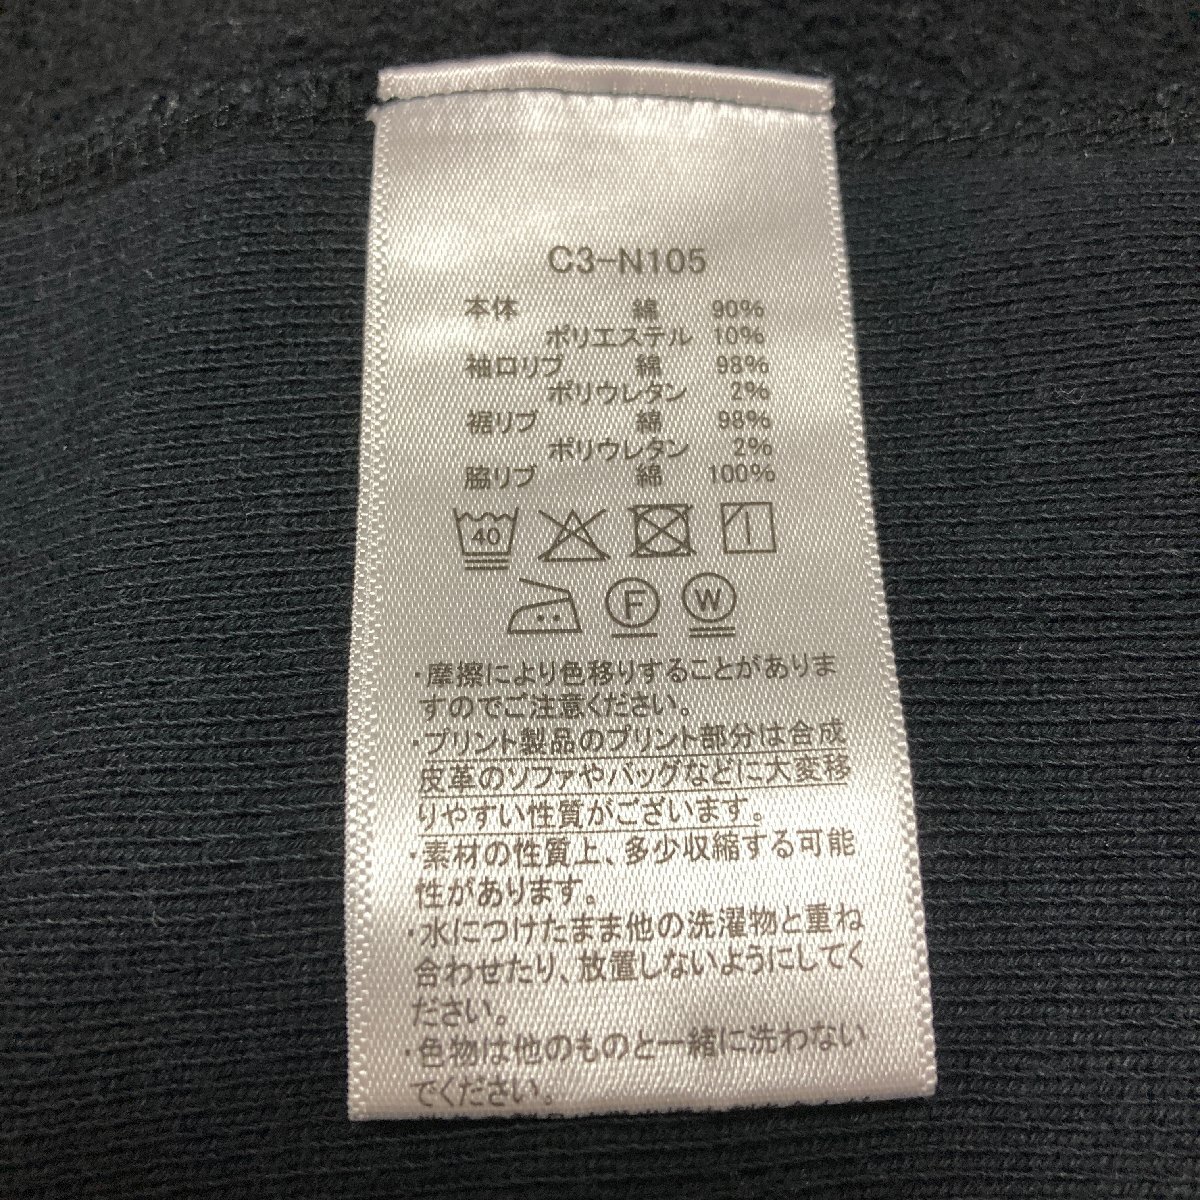 C3-N105
本体 綿 90%
ポリエステル 10%
袖口リブ 綿 98%
ポリウレタン 2%
裾リブ 綿 98%
ポリウレタン 2%
脇リブ 綿 100%
40
F W
・摩擦により色移りすることがありま
すのでご注意ください。
・プリント製品のプリント部分は合成
皮革のソファやバッグなどに大変移
りやすい性質がございます。
・素材の性質上、多少収縮する可能
性があります。
・水につけたまま他の洗濯物と重ね
合わせたり、放置しないようにしてく
ださい。
・色物は他のものと一緒に洗わない
でください。